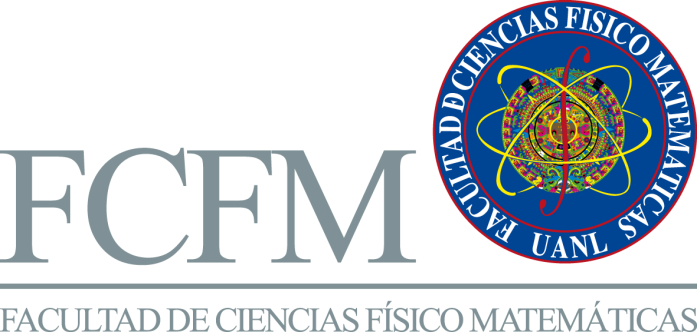 FCFM
FACULTAD DE CIENCIAS FISICO MATEMATICAS
UANL
FACULTAD DE CIENCIAS FÍSICO MATEMÁTICAS